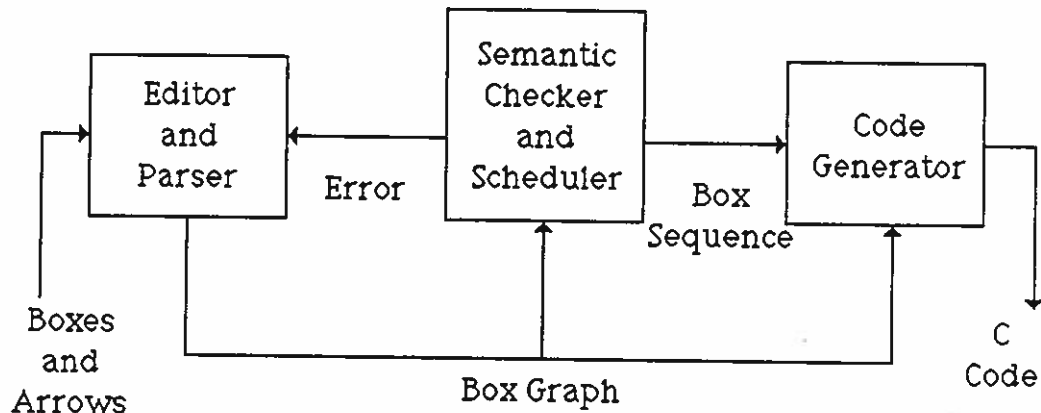 Editor
and
Parser
Error
Semantic
Checker
and
Scheduler
Box
Sequence
Code
Generator
Boxes
and
Arrows
Box Graph
C
Code